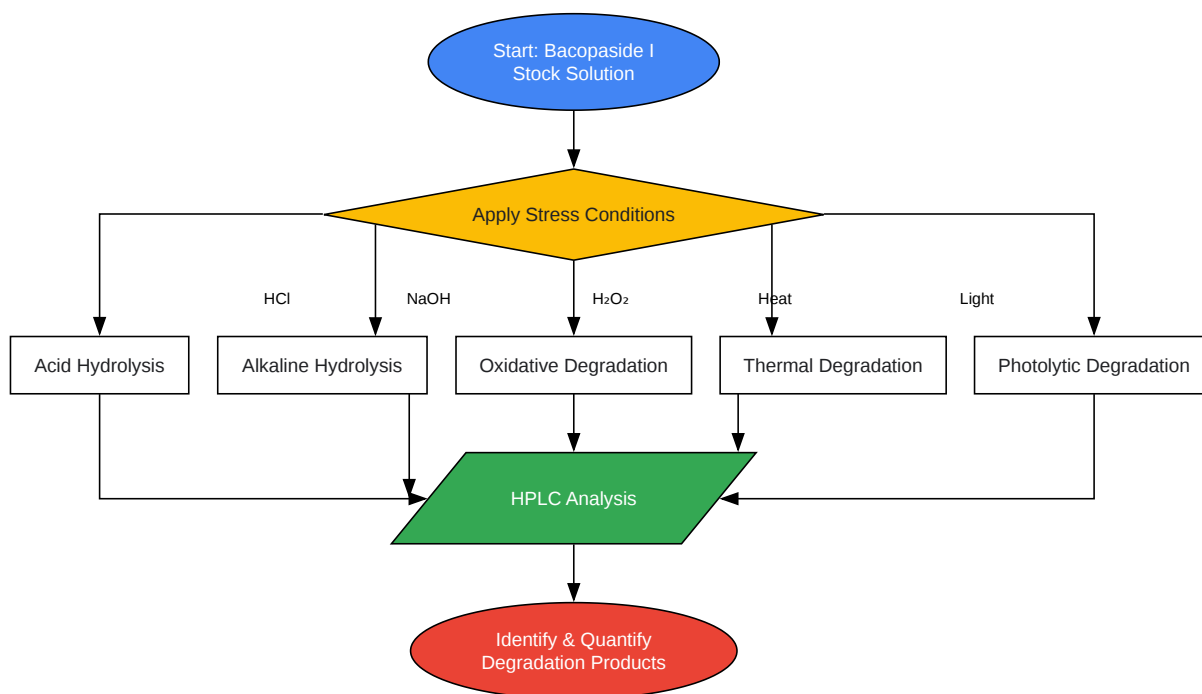 Start: Bacopaside I
Stock Solution
Apply Stress Conditions
HCl
NaOH
H₂O₂
Heat
Light
Acid Hydrolysis
Alkaline Hydrolysis
Oxidative Degradation
Thermal Degradation
Photolytic Degradation
HPLC Analysis
Identify & Quantify
Degradation Products